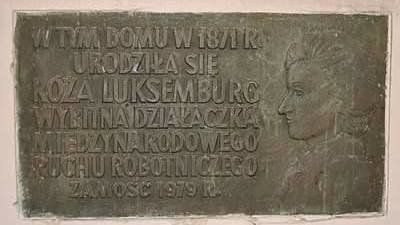 W TYM DOMU W 1871 R.
URODZIŁA SIĘ
RÓŻA LUKSEMBURG
WYBITNA DZIAŁACZKA
MIĘDZYNARODOWEGO
RUCHU ROBOTNICZEGO
ZAMOŚĆ 1979 R.